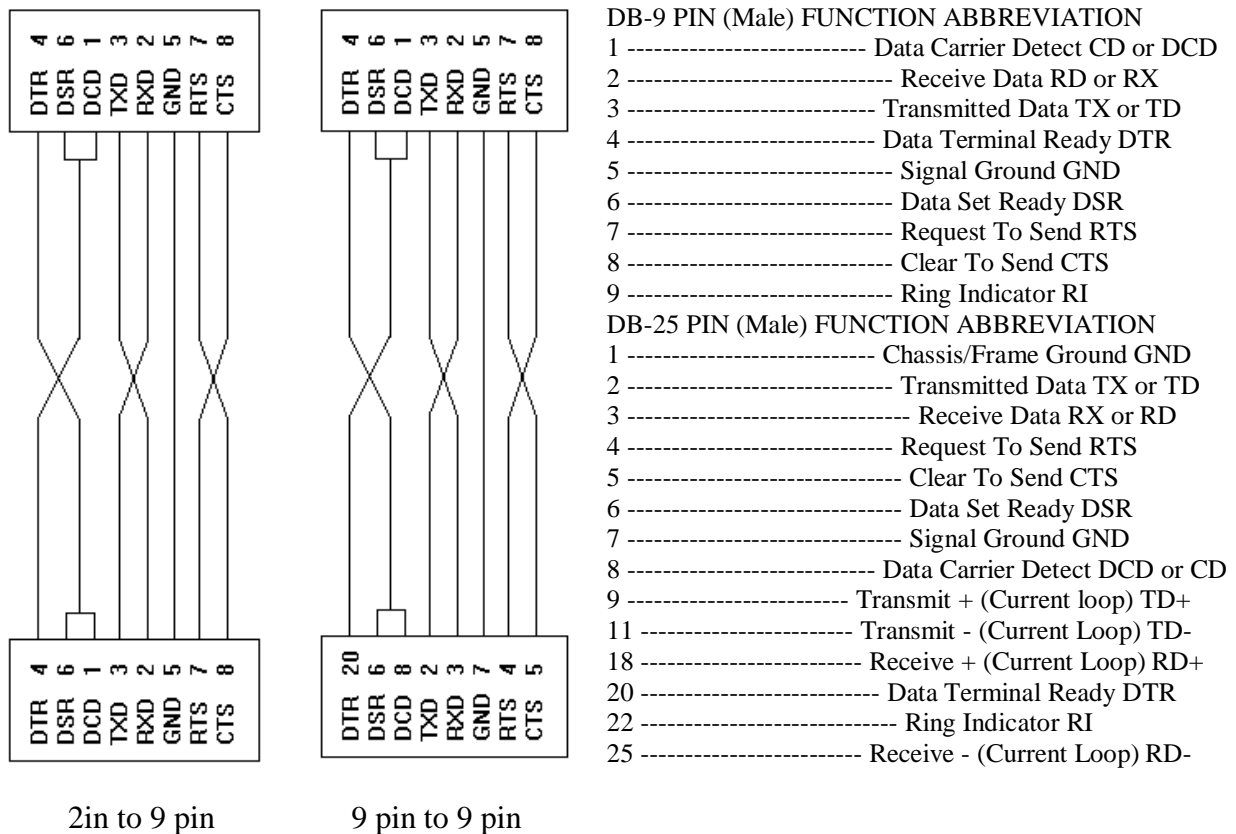 4 6 1 3 2 5 7 8
DTR DSR DCD TXD RXD GND RTS CTS
4 6 1 3 2 5 7 8
DTR DSR DCD TXD RXD GND RTS CTS
2in to 9 pin
4 6 1 3 2 5 7 8
DTR DSR DCD TXD RXD GND RTS CTS
20 6 8 2 3 7 4 5
DTR DSR DCD TXD RXD GND RTS CTS
9 pin to 9 pin
DB-9 PIN (Male) FUNCTION ABBREVIATION
1 --------------------------- Data Carrier Detect CD or DCD
2 ------------------------------ Receive Data RD or RX
3 ---------------------------- Transmitted Data TX or TD
4 ---------------------------- Data Terminal Ready DTR
5 ------------------------------ Signal Ground GND
6 ------------------------------ Data Set Ready DSR
7 ------------------------------ Request To Send RTS
8 ------------------------------ Clear To Send CTS
9 ------------------------------ Ring Indicator RI
DB-25 PIN (Male) FUNCTION ABBREVIATION
1 ---------------------------- Chassis/Frame Ground GND
2 ------------------------------ Transmitted Data TX or TD
3 -------------------------------- Receive Data RX or RD
4 ------------------------------ Request To Send RTS
5 ------------------------------- Clear To Send CTS
6 ------------------------------- Data Set Ready DSR
7 ------------------------------- Signal Ground GND
8 ---------------------------- Data Carrier Detect DCD or CD
9 ------------------------- Transmit + (Current loop) TD+
11 ------------------------ Transmit - (Current Loop) TD-
18 ------------------------- Receive + (Current Loop) RD+
20 --------------------------- Data Terminal Ready DTR
22 ----------------------------- Ring Indicator RI
25 ------------------------- Receive - (Current Loop) RD-